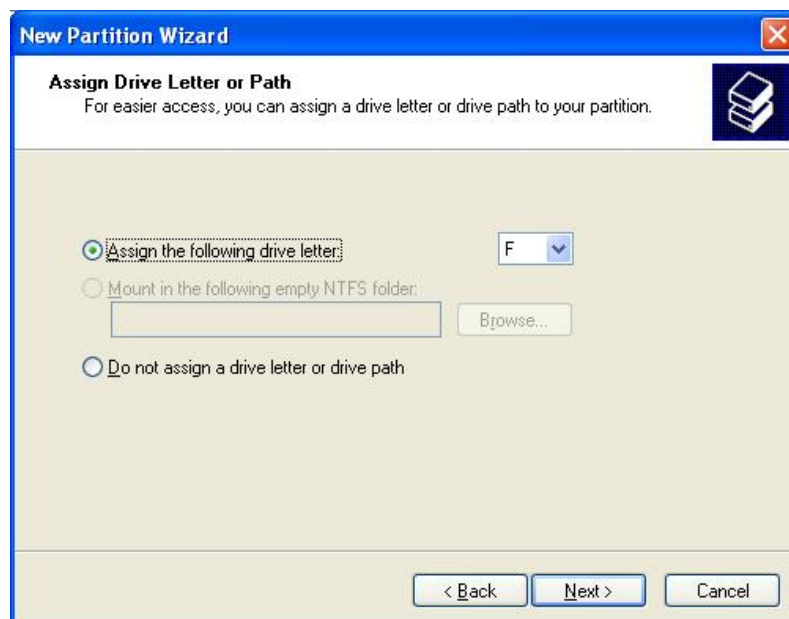 New Partition Wizard
Assign Drive Letter or Path
For easier access, you can assign a drive letter or drive path to your partition.
Assign the following drive letter: F
Mount in the following empty NTFS folder:
Browse...
Do not assign a drive letter or drive path
< Back Next > Cancel